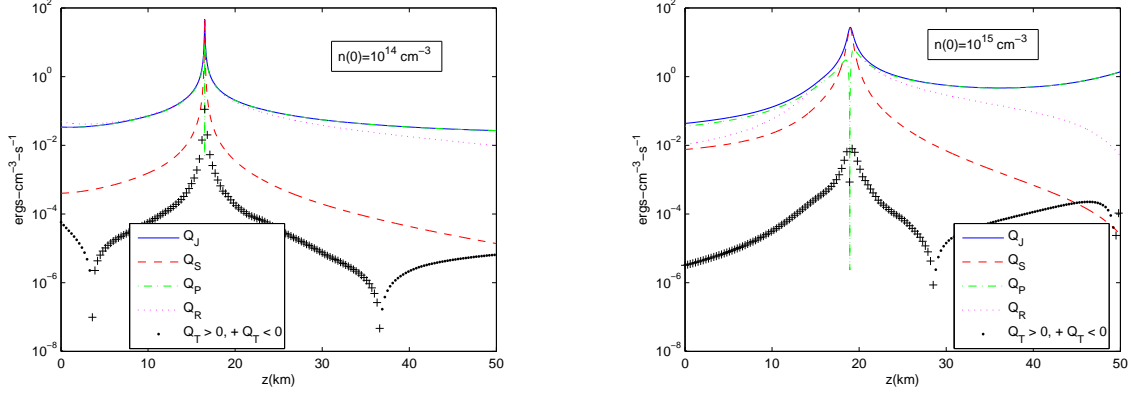 10^2
10^0
10^−2
10^−4
10^−6
10^−8
ergs−cm^−3−s^−1
n(0)=10^14 cm^−3
Q_J
Q_S
Q_P
Q_R
Q_T > 0, + Q_T < 0
0 10 20 30 40 50
z(km)
10^2
10^0
10^−2
10^−4
10^−6
10^−8
ergs−cm^−3−s^−1
n(0)=10^15 cm^−3
Q_J
Q_S
Q_P
Q_R
Q_T > 0, + Q_T < 0
0 10 20 30 40 50
z(km)